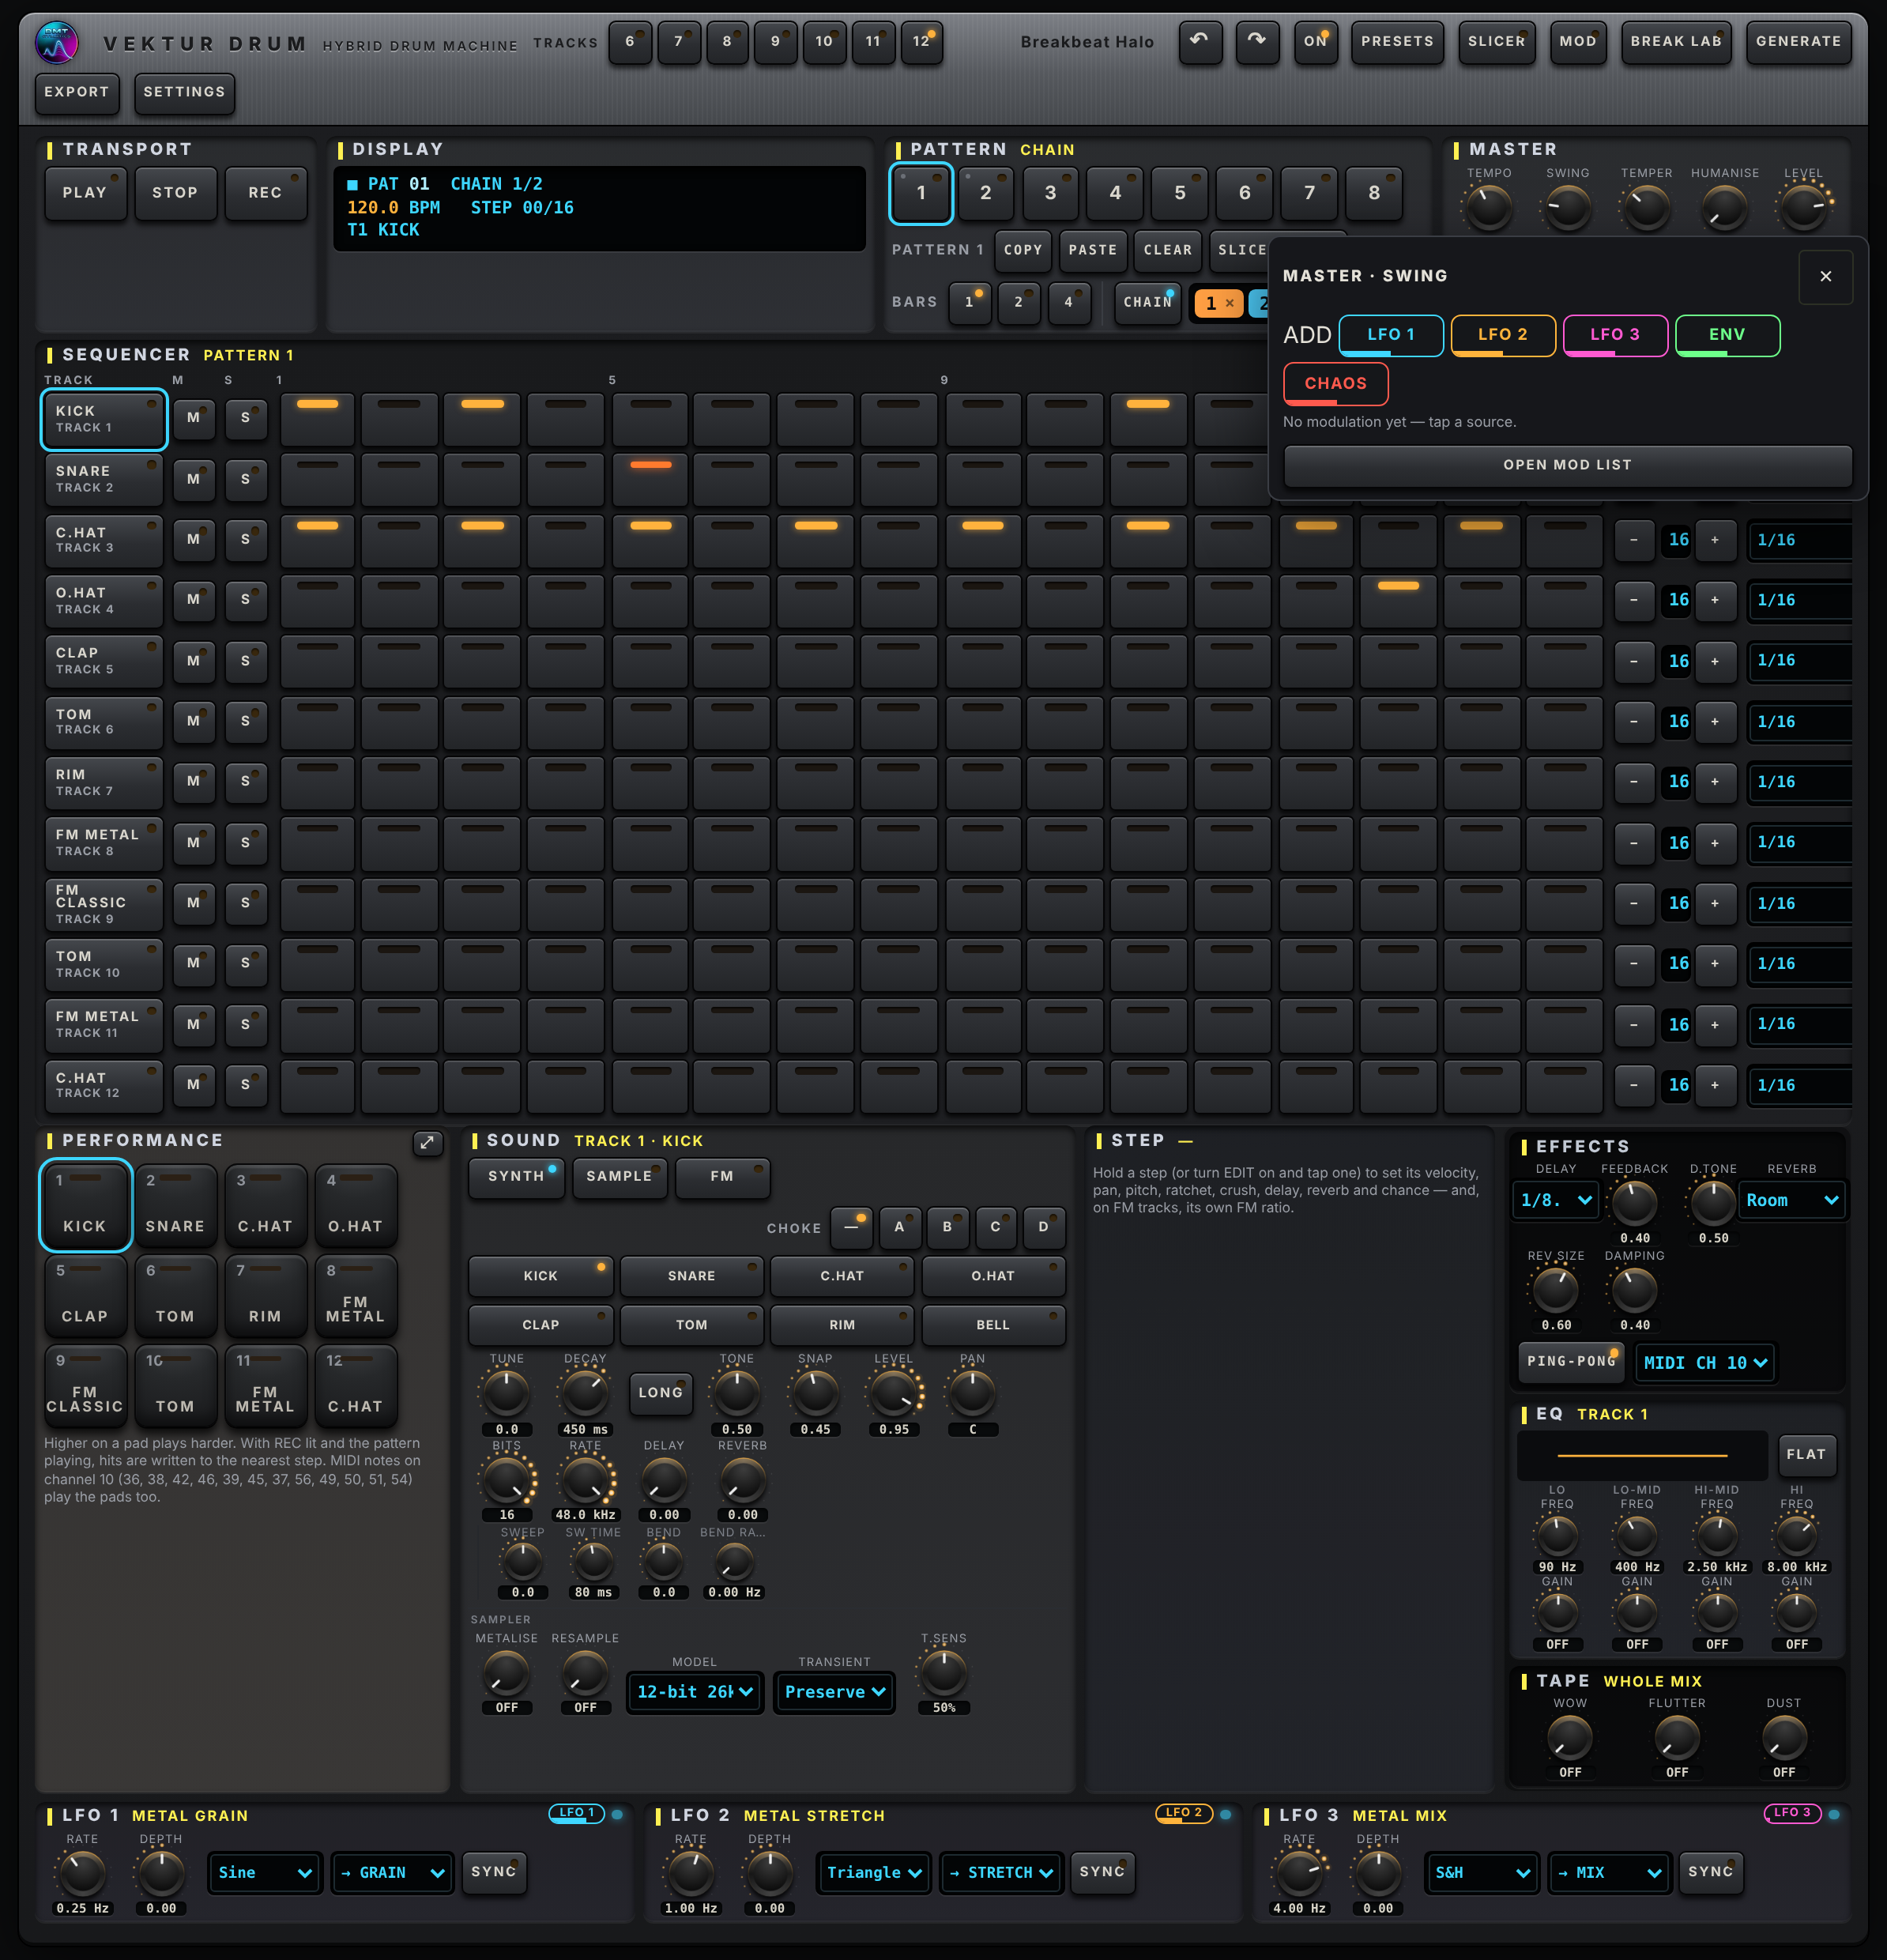 VEKTUR DRUM HYBRID DRUM MACHINE TRACKS 6 7 8 9 10 11 12 Breakbeat Halo ↶ ↷ ON PRESETS SLICER MOD BREAK LAB GENERATE
EXPORT SETTINGS
TRANSPORT
PLAY STOP REC
DISPLAY
■ PAT 01 CHAIN 1/2
120.0 BPM STEP 00/16
T1 KICK
PATTERN CHAIN
1 2 3 4 5 6 7 8
PATTERN 1 COPY PASTE CLEAR SLICE
BARS 1 2 4 CHAIN 1 × 2
MASTER
TEMPO SWING TEMPER HUMANISE LEVEL
MASTER · SWING ×
ADD LFO 1 LFO 2 LFO 3 ENV
CHAOS
No modulation yet — tap a source.
OPEN MOD LIST
SEQUENCER PATTERN 1
TRACK M S 1 5 9
KICK
TRACK 1 M S
SNARE
TRACK 2 M S
C.HAT
TRACK 3 M S − 16 + 1/16
O.HAT
TRACK 4 M S − 16 + 1/16
CLAP
TRACK 5 M S − 16 + 1/16
TOM
TRACK 6 M S − 16 + 1/16
RIM
TRACK 7 M S − 16 + 1/16
FM METAL
TRACK 8 M S − 16 + 1/16
FM
CLASSIC
TRACK 9 M S − 16 + 1/16
TOM
TRACK 10 M S − 16 + 1/16
FM METAL
TRACK 11 M S − 16 + 1/16
C.HAT
TRACK 12 M S − 16 + 1/16
PERFORMANCE
1 2 3 4
KICK SNARE C.HAT O.HAT
5 6 7 8
CLAP TOM RIM FM METAL
9 10 11 12
FM CLASSIC TOM FM METAL C.HAT
Higher on a pad plays harder. With REC lit and the pattern
playing, hits are written to the nearest step. MIDI notes on
channel 10 (36, 38, 42, 46, 39, 45, 37, 56, 49, 50, 51, 54)
play the pads too.
SOUND TRACK 1 · KICK
SYNTH SAMPLE FM
CHOKE — A B C D
KICK SNARE C.HAT O.HAT
CLAP TOM RIM BELL
TUNE DECAY TONE SNAP LEVEL PAN
LONG
0.0 450 ms 0.50 0.45 0.95 C
BITS RATE DELAY REVERB
16 48.0 kHz 0.00 0.00
SWEEP SW TIME BEND BEND RA…
0.0 80 ms 0.0 0.00 Hz
SAMPLER
METALISE RESAMPLE MODEL TRANSIENT T.SENS
12-bit 26k Preserve
OFF OFF 50%
STEP —
Hold a step (or turn EDIT on and tap one) to set its velocity,
pan, pitch, ratchet, crush, delay, reverb and chance — and,
on FM tracks, its own FM ratio.
EFFECTS
DELAY FEEDBACK D.TONE REVERB
1/8. Room
0.40 0.50
REV SIZE DAMPING
0.60 0.40
PING-PONG MIDI CH 10
EQ TRACK 1
FLAT
LO FREQ LO-MID FREQ HI-MID FREQ HI FREQ
90 Hz 400 Hz 2.50 kHz 8.00 kHz
GAIN GAIN GAIN GAIN
OFF OFF OFF OFF
TAPE WHOLE MIX
WOW FLUTTER DUST
OFF OFF OFF
LFO 1 METAL GRAIN LFO 1
RATE DEPTH
Sine → GRAIN SYNC
0.25 Hz 0.00
LFO 2 METAL STRETCH LFO 2
RATE DEPTH
Triangle → STRETCH SYNC
1.00 Hz 0.00
LFO 3 METAL MIX LFO 3
RATE DEPTH
S&H → MIX SYNC
4.00 Hz 0.00